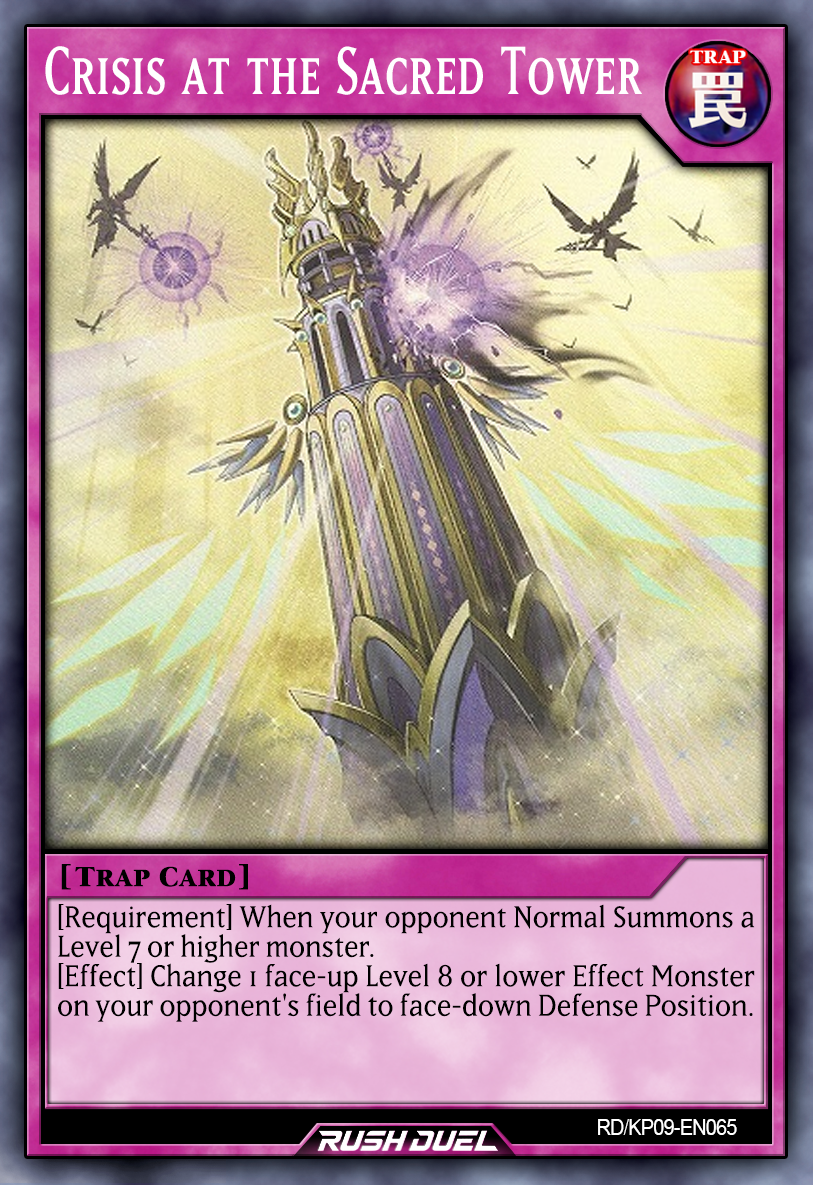 Crisis at the Sacred Tower
TRAP
罠
[Trap Card]
[Requirement] When your opponent Normal Summons a
Level 7 or higher monster.
[Effect] Change 1 face-up Level 8 or lower Effect Monster
on your opponent's field to face-down Defense Position.
RD/KP09-EN065
RUSH DUEL